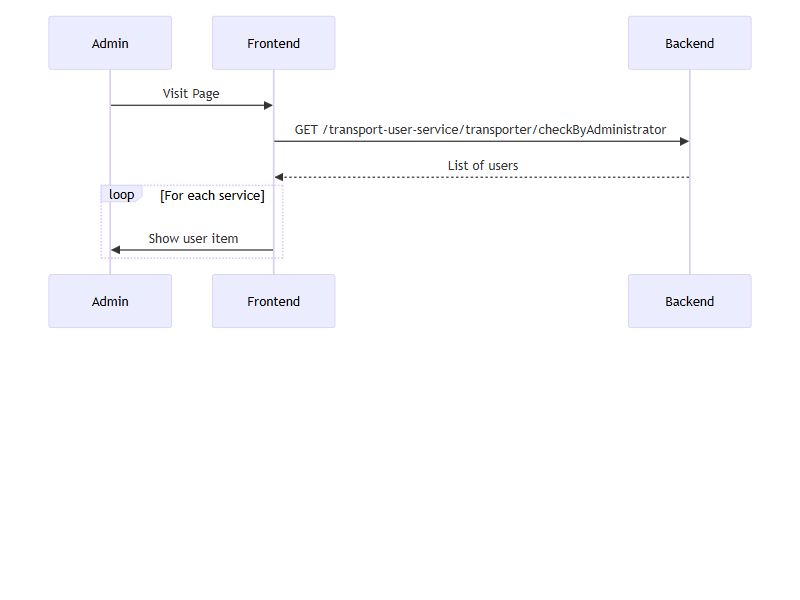 Admin
Frontend
Backend
Visit Page
GET /transport-user-service/transporter/checkByAdministrator
List of users
loop
[For each service]
Show user item
Admin
Frontend
Backend